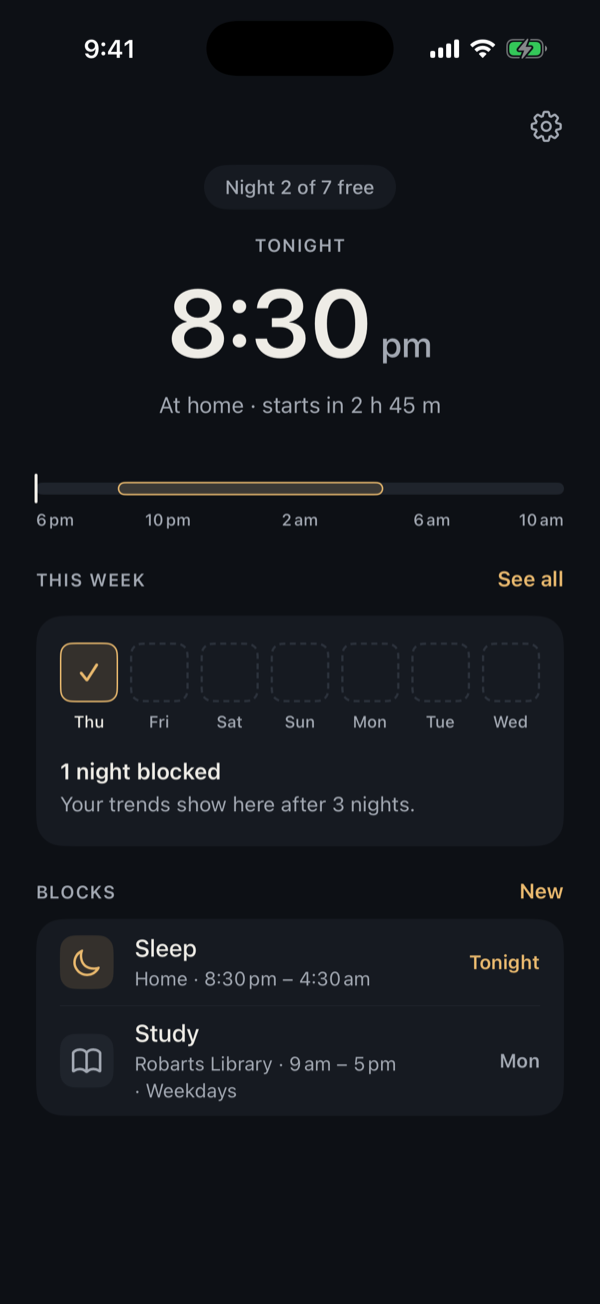 9:41
Night 2 of 7 free
TONIGHT
8:30 pm
At home · starts in 2 h 45 m
6 pm 10 pm 2 am 6 am 10 am
THIS WEEK See all
Thu Fri Sat Sun Mon Tue Wed
1 night blocked
Your trends show here after 3 nights.
BLOCKS New
Sleep
Home · 8:30 pm – 4:30 am Tonight
Study
Robarts Library · 9 am – 5 pm Mon
· Weekdays